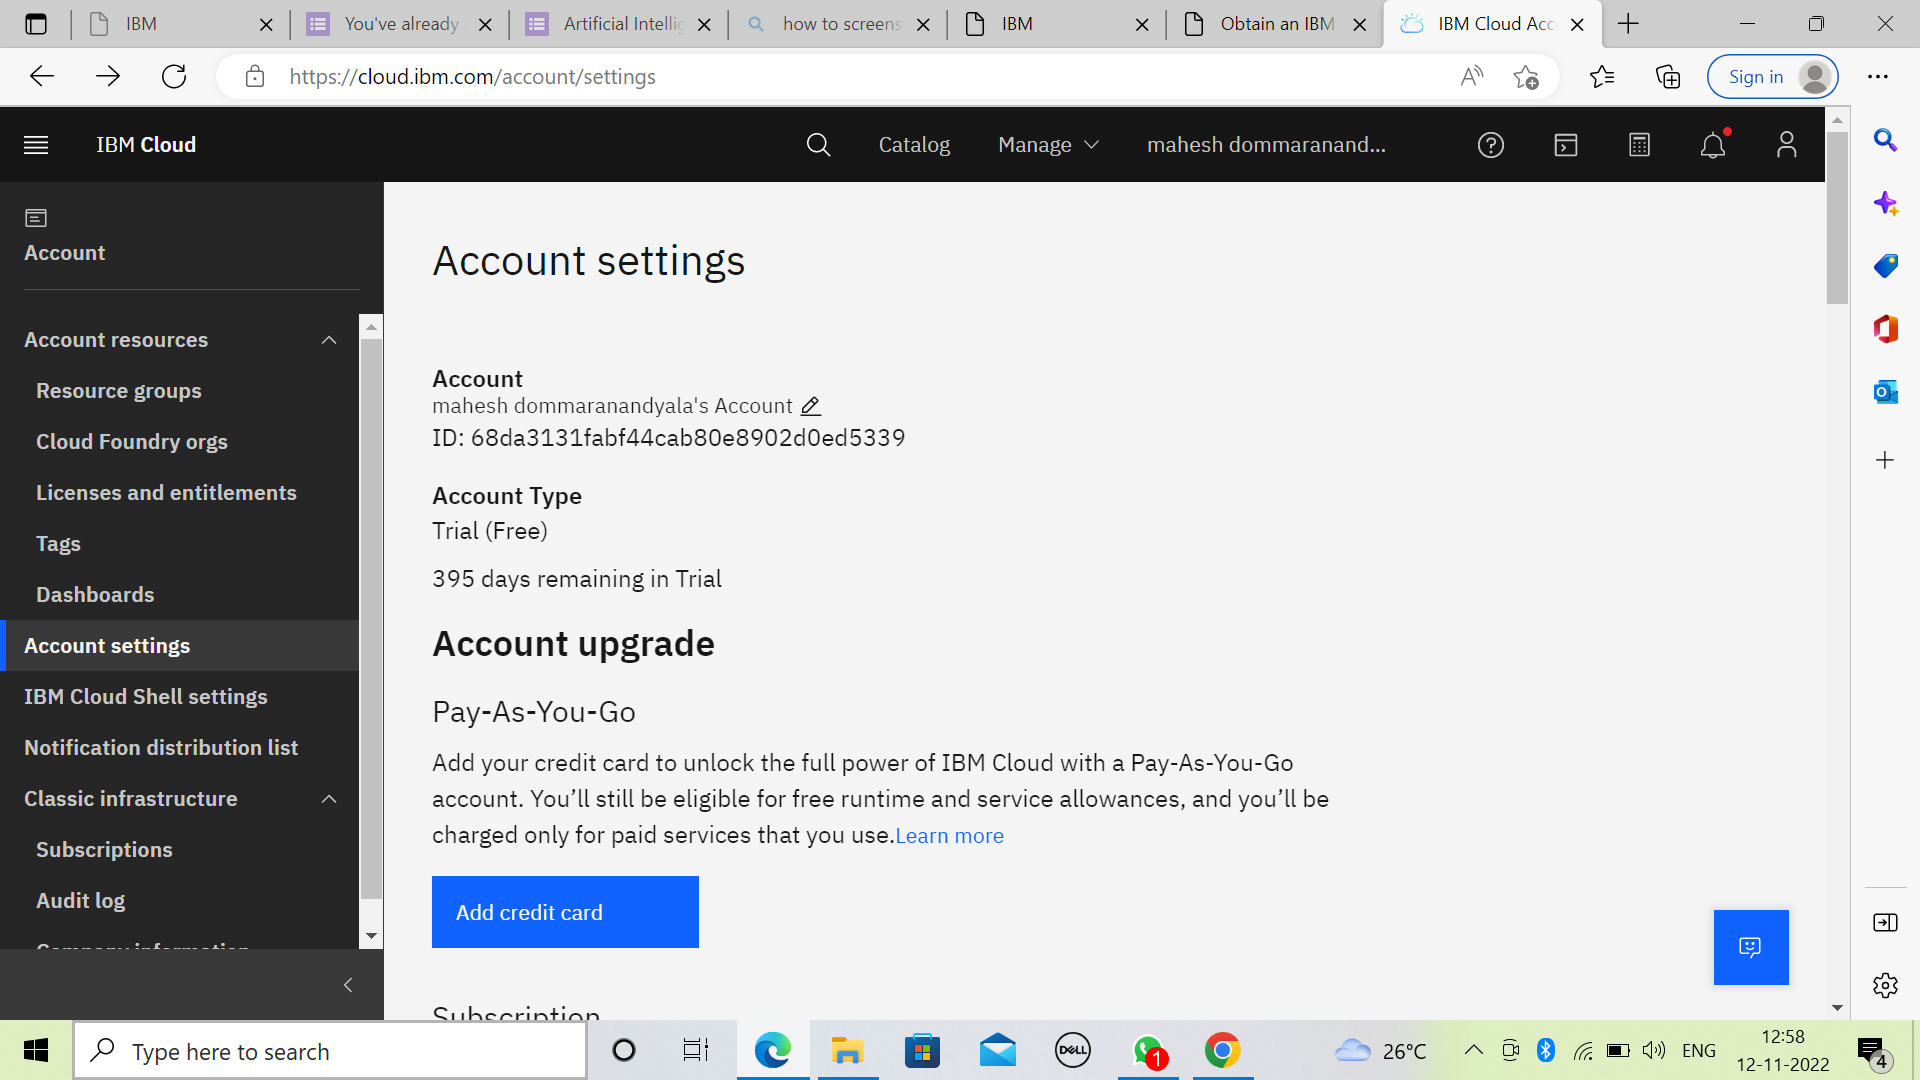 IBM
You've already
Artificial Intellig
how to screens
IBM
Obtain an IBM
IBM Cloud Acc
https://cloud.ibm.com/account/settings
Sign in
IBM Cloud
Catalog
Manage
mahesh dommaranand...
Account
Account resources
Resource groups
Cloud Foundry orgs
Licenses and entitlements
Tags
Dashboards
Account settings
IBM Cloud Shell settings
Notification distribution list
Classic infrastructure
Subscriptions
Audit log
Company information
Account settings
Account
mahesh dommaranandyala's Account
ID: 68da3131fabf44cab80e8902d0ed5339
Account Type
Trial (Free)
395 days remaining in Trial
Account upgrade
Pay-As-You-Go
Add your credit card to unlock the full power of IBM Cloud with a Pay-As-You-Go
account. You’ll still be eligible for free runtime and service allowances, and you’ll be
charged only for paid services that you use.Learn more
Add credit card
Subscription
Type here to search
DELL
1
26°C
ENG
12:58
12-11-2022
4